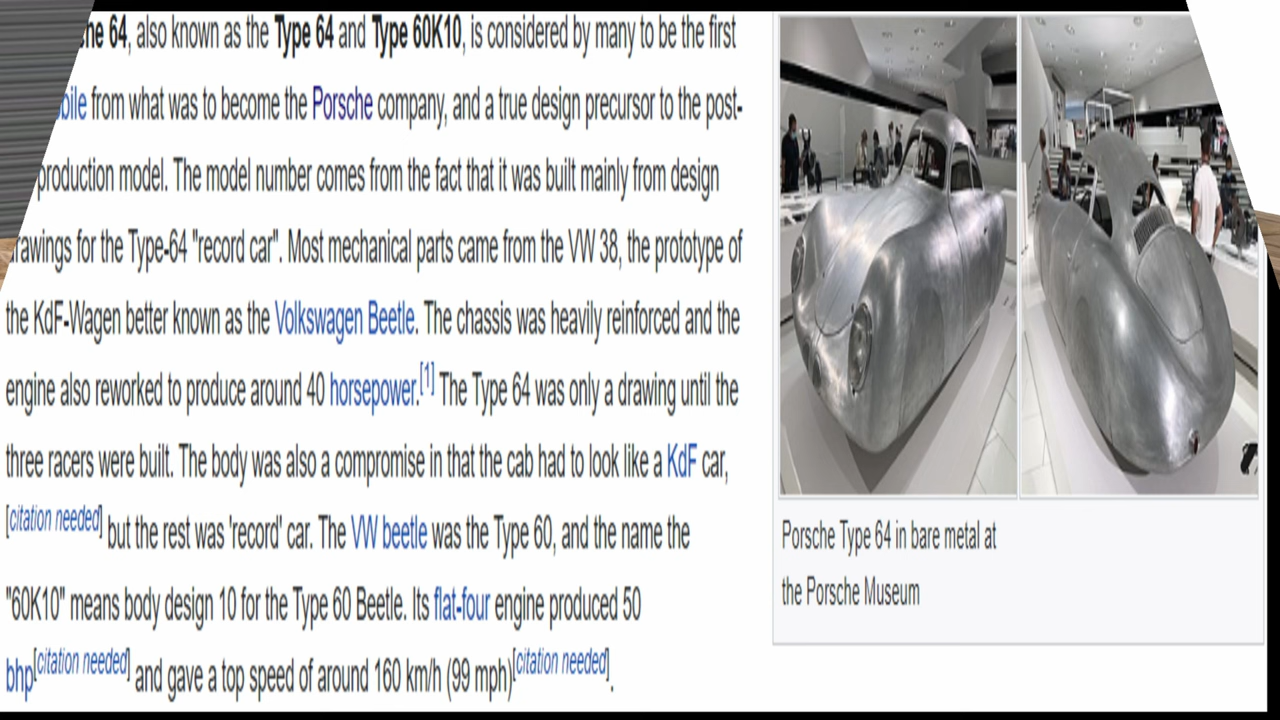 64, also known as the Type 64 and Type 60K10, is considered by many to be the first
from what was to become the Porsche company, and a true design precursor to the post-
production model. The model number comes from the fact that it was built mainly from design
for the Type-64 "record car". Most mechanical parts came from the VW 38, the prototype of
the KdF-Wagen better known as the Volkswagen Beetle. The chassis was heavily reinforced and the
engine also reworked to produce around 40 horsepower.[1] The Type 64 was only a drawing until the
three racers were built. The body was also a compromise in that the cab had to look like a KdF car,
[citation needed] but the rest was 'record' car. The VW beetle was the Type 60, and the name the
"60K10" means body design 10 for the Type 60 Beetle. Its flat-four engine produced 50
bhp[citation needed] and gave a top speed of around 160 km/h (99 mph)[citation needed].
Porsche Type 64 in bare metal at
the Porsche Museum